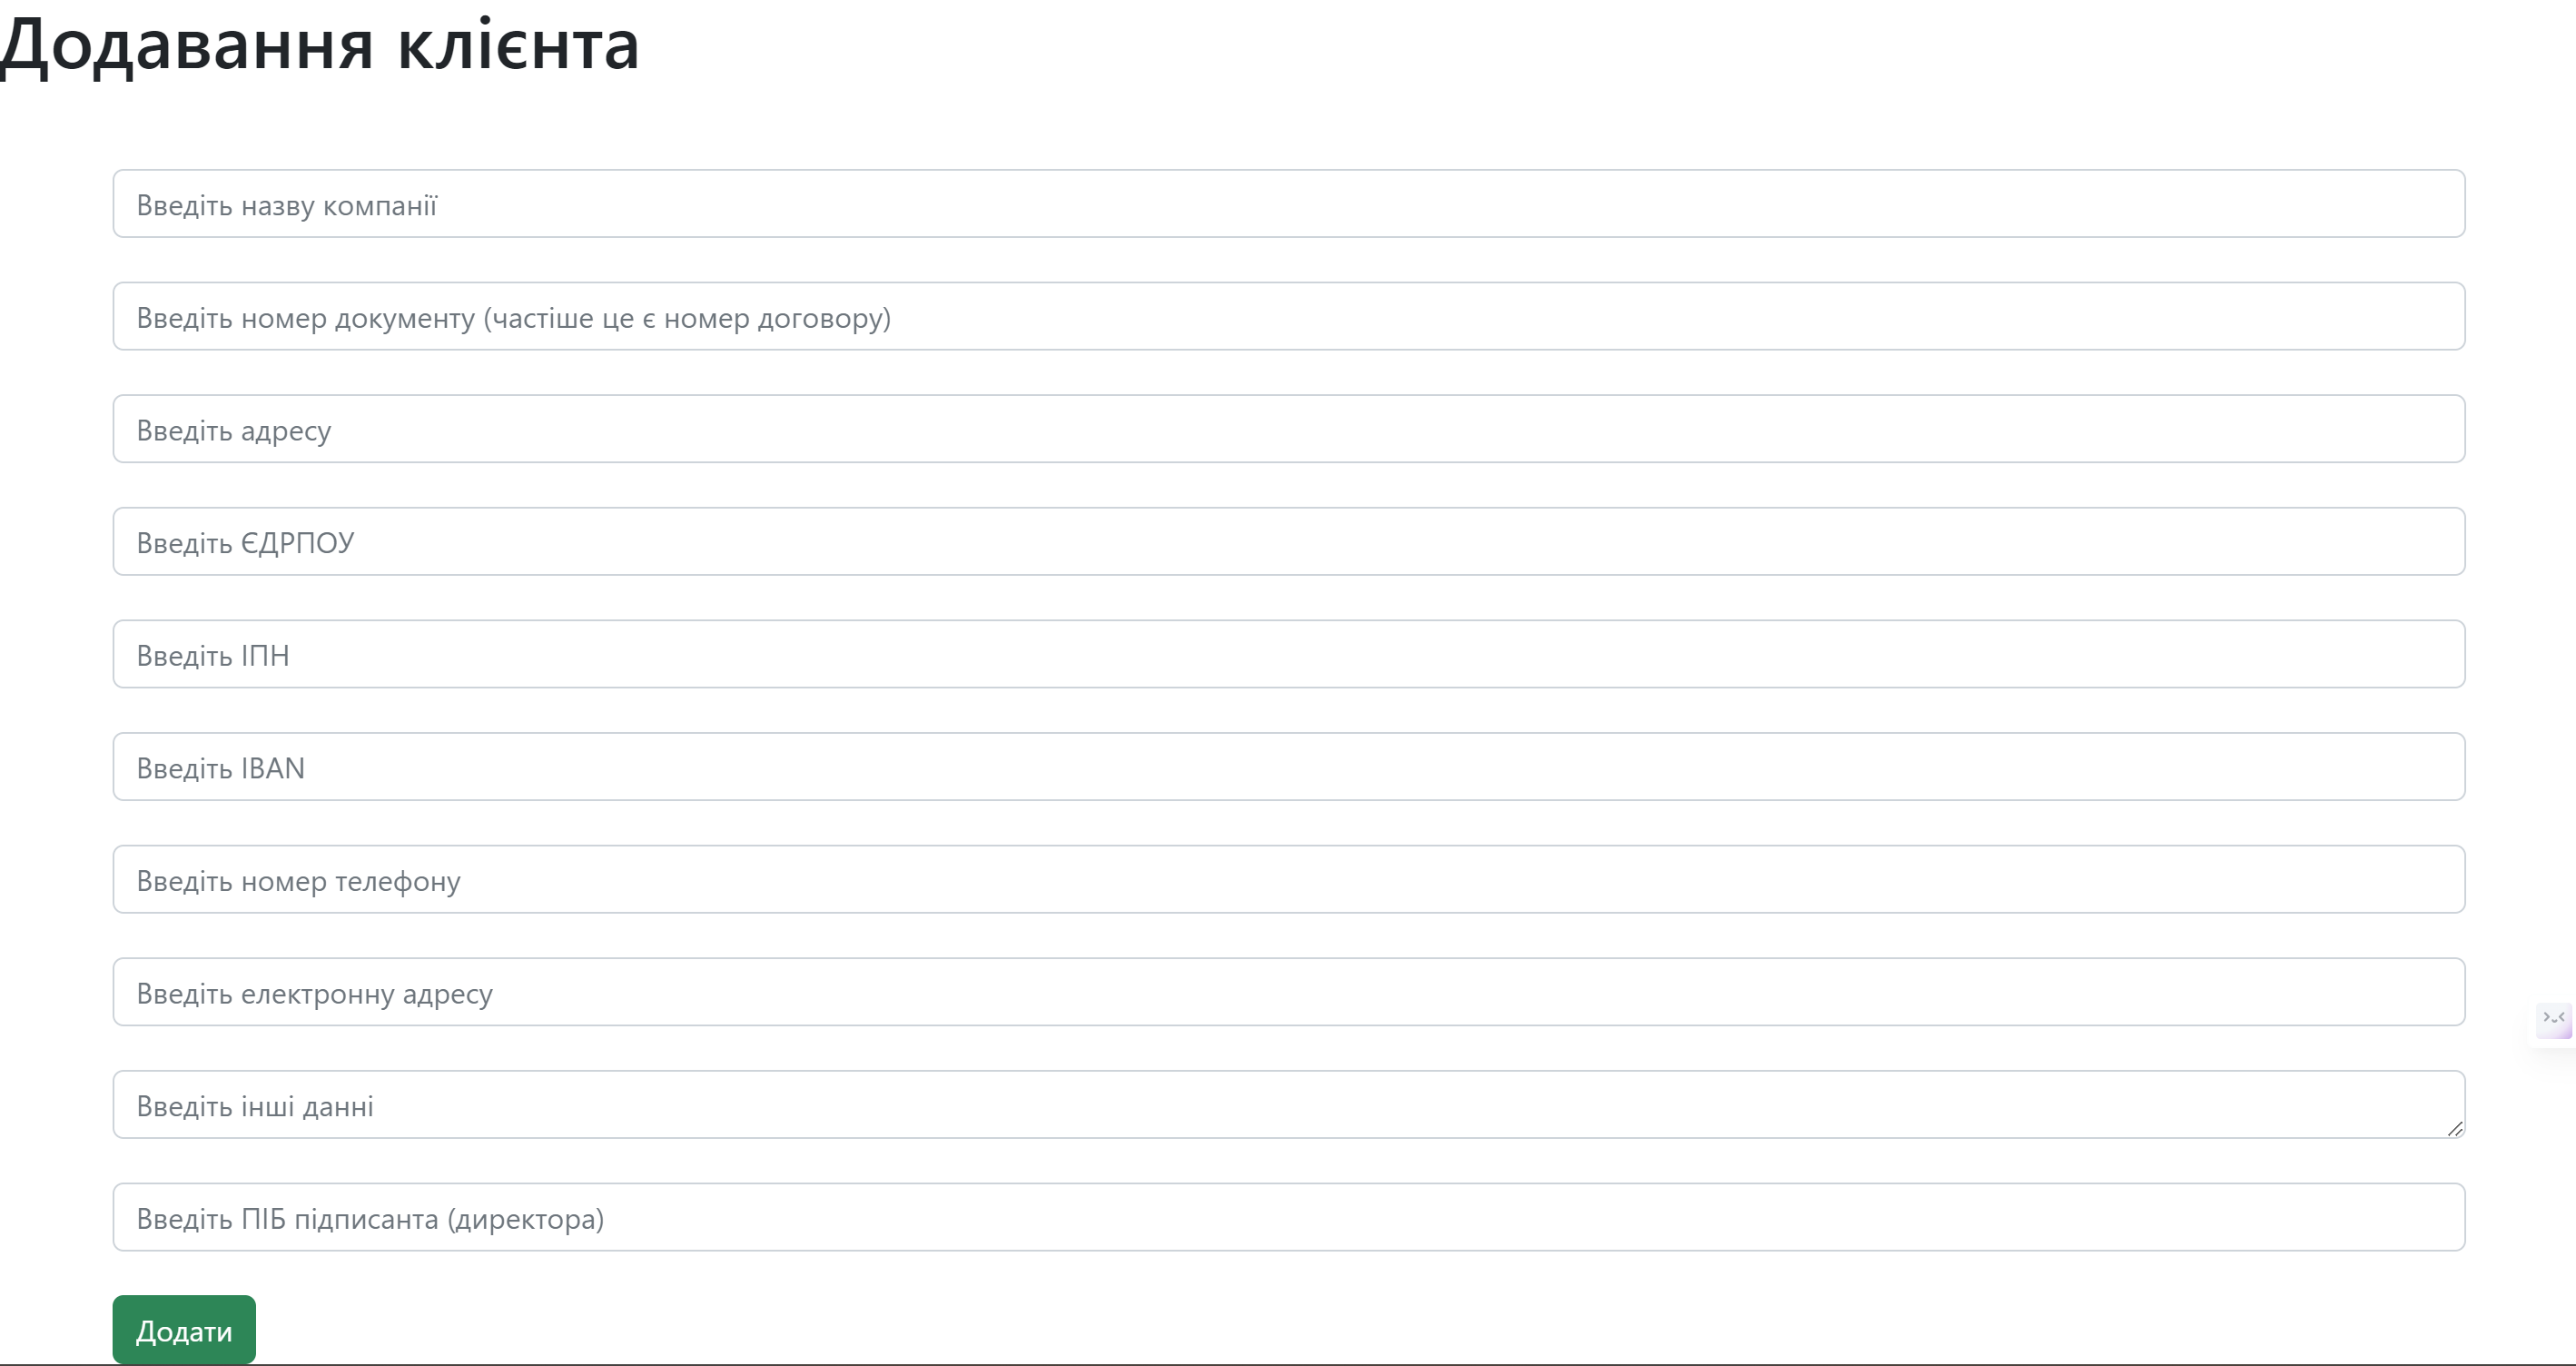 Додавання клієнта
Введіть назву компанії
Введіть номер документу (частіше це є номер договору)
Введіть адресу
Введіть ЄДРПОУ
Введіть ІПН
Введіть IBAN
Введіть номер телефону
Введіть електронну адресу
Введіть інші данні
Введіть ПІБ підписанта (директора)
Додати